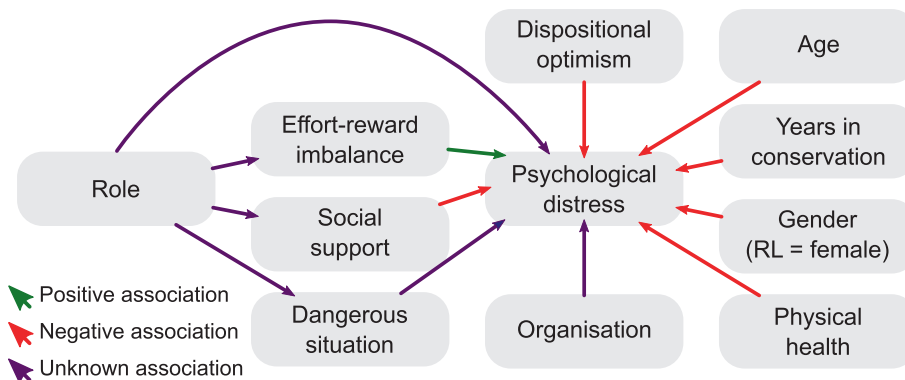 Dispositional
optimism
Age
Effort-reward
imbalance
Years in
conservation
Role
Psychological
distress
Social
support
Gender
(RL = female)
Positive association
Negative association
Unknown association
Dangerous
situation
Organisation
Physical
health